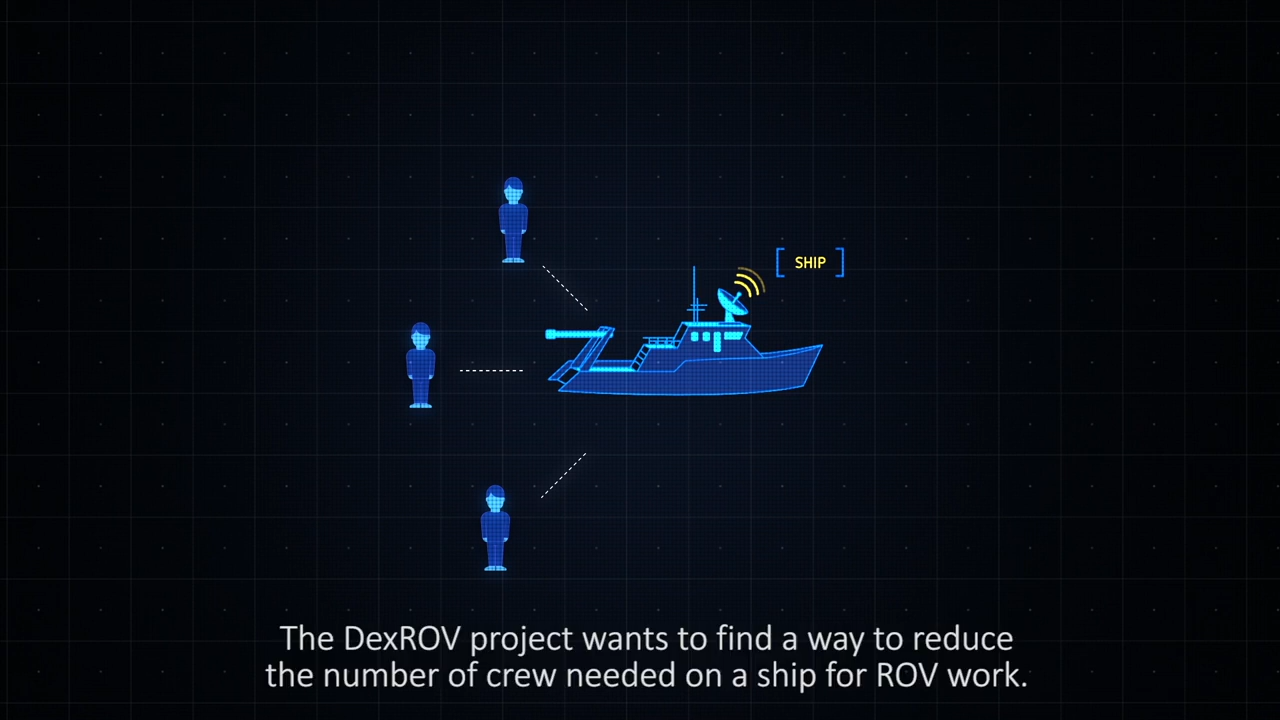 SHIP
The DexROV project wants to find a way to reduce
the number of crew needed on a ship for ROV work.